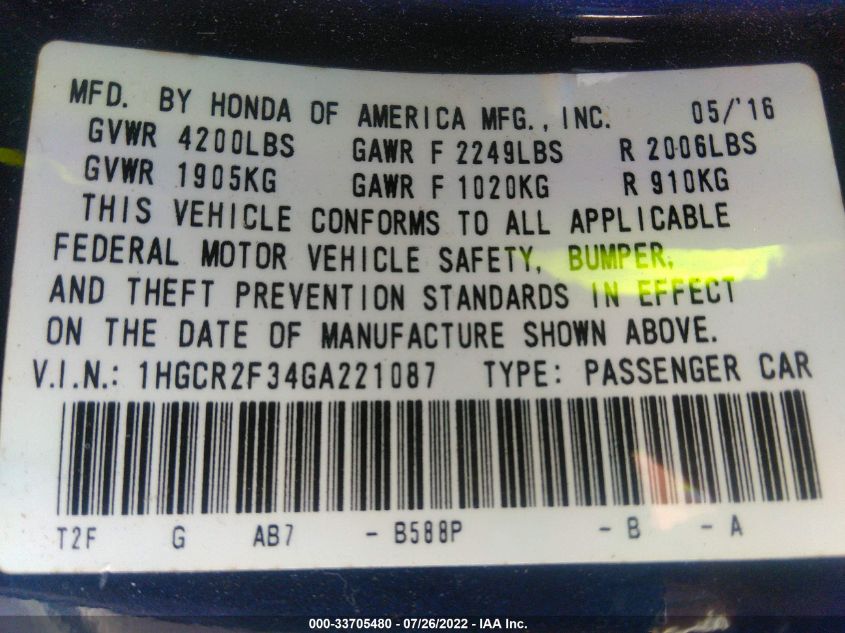 MFD. BY HONDA OF AMERICA MFG., INC. 05/'16
GVWR 4200LBS GAWR F 2249LBS R 2006LBS
GVWR 1905KG GAWR F 1020KG R 910KG
THIS VEHICLE CONFORMS TO ALL APPLICABLE
FEDERAL MOTOR VEHICLE SAFETY, BUMPER,
AND THEFT PREVENTION STANDARDS IN EFFECT
ON THE DATE OF MANUFACTURE SHOWN ABOVE.
V.I.N.: 1HGCR2F34GA221087 TYPE: PASSENGER CAR
T2F G AB7 - B588P - B - A
000-33705480 - 07/26/2022 - IAA Inc.